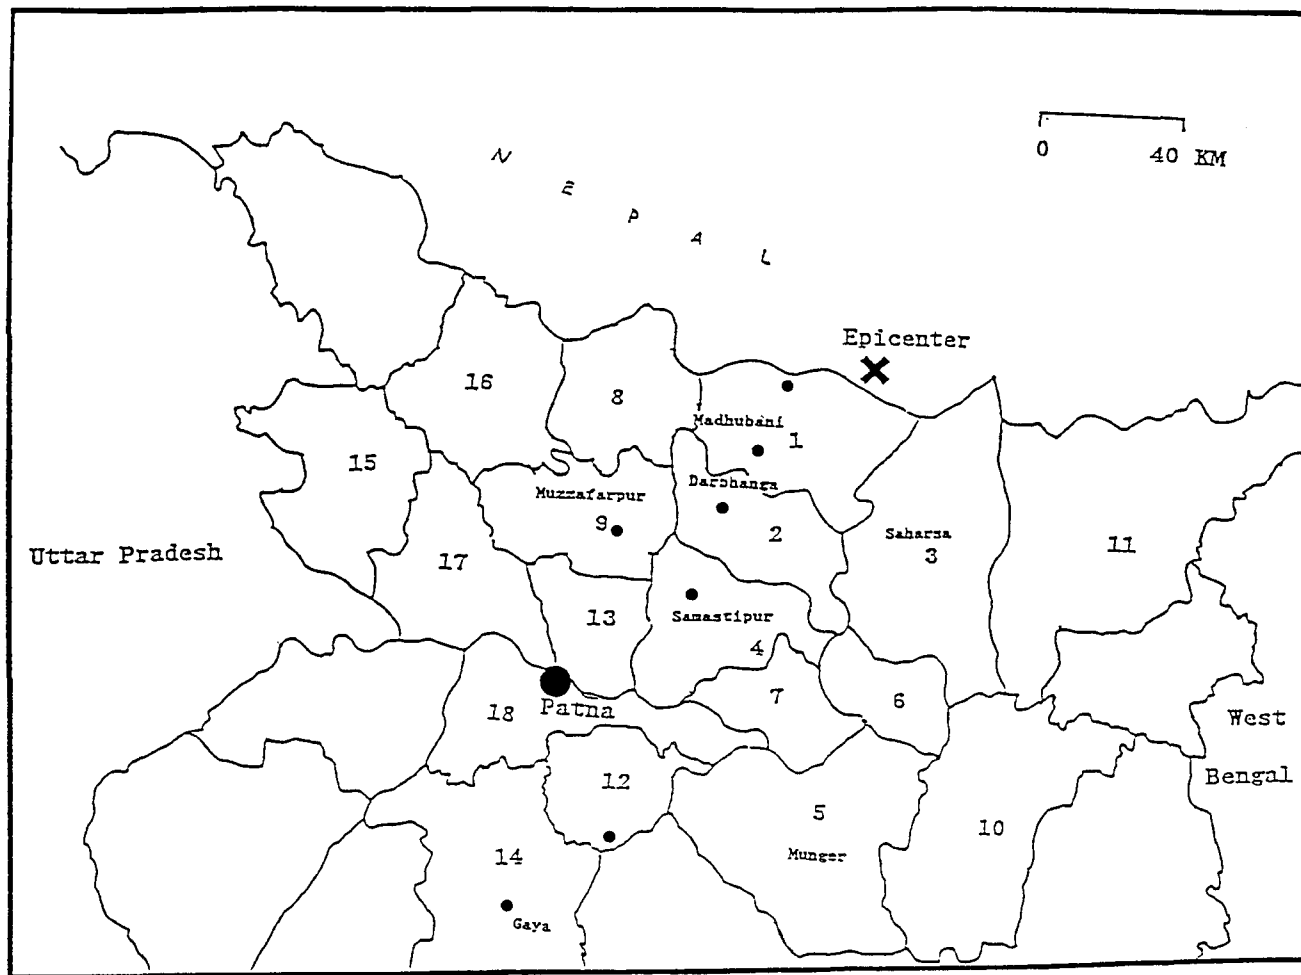 N E P A L
0 40 KM
Epicenter
16
8
Madhubani
1
15
Darbhanga
Muzzafarpur
9
2
Saharsa
3
11
Uttar Pradesh
17
13
Samastipur
4
7
6
18
Patna
West
Bengal
12
5
10
14
Munger
Gaya